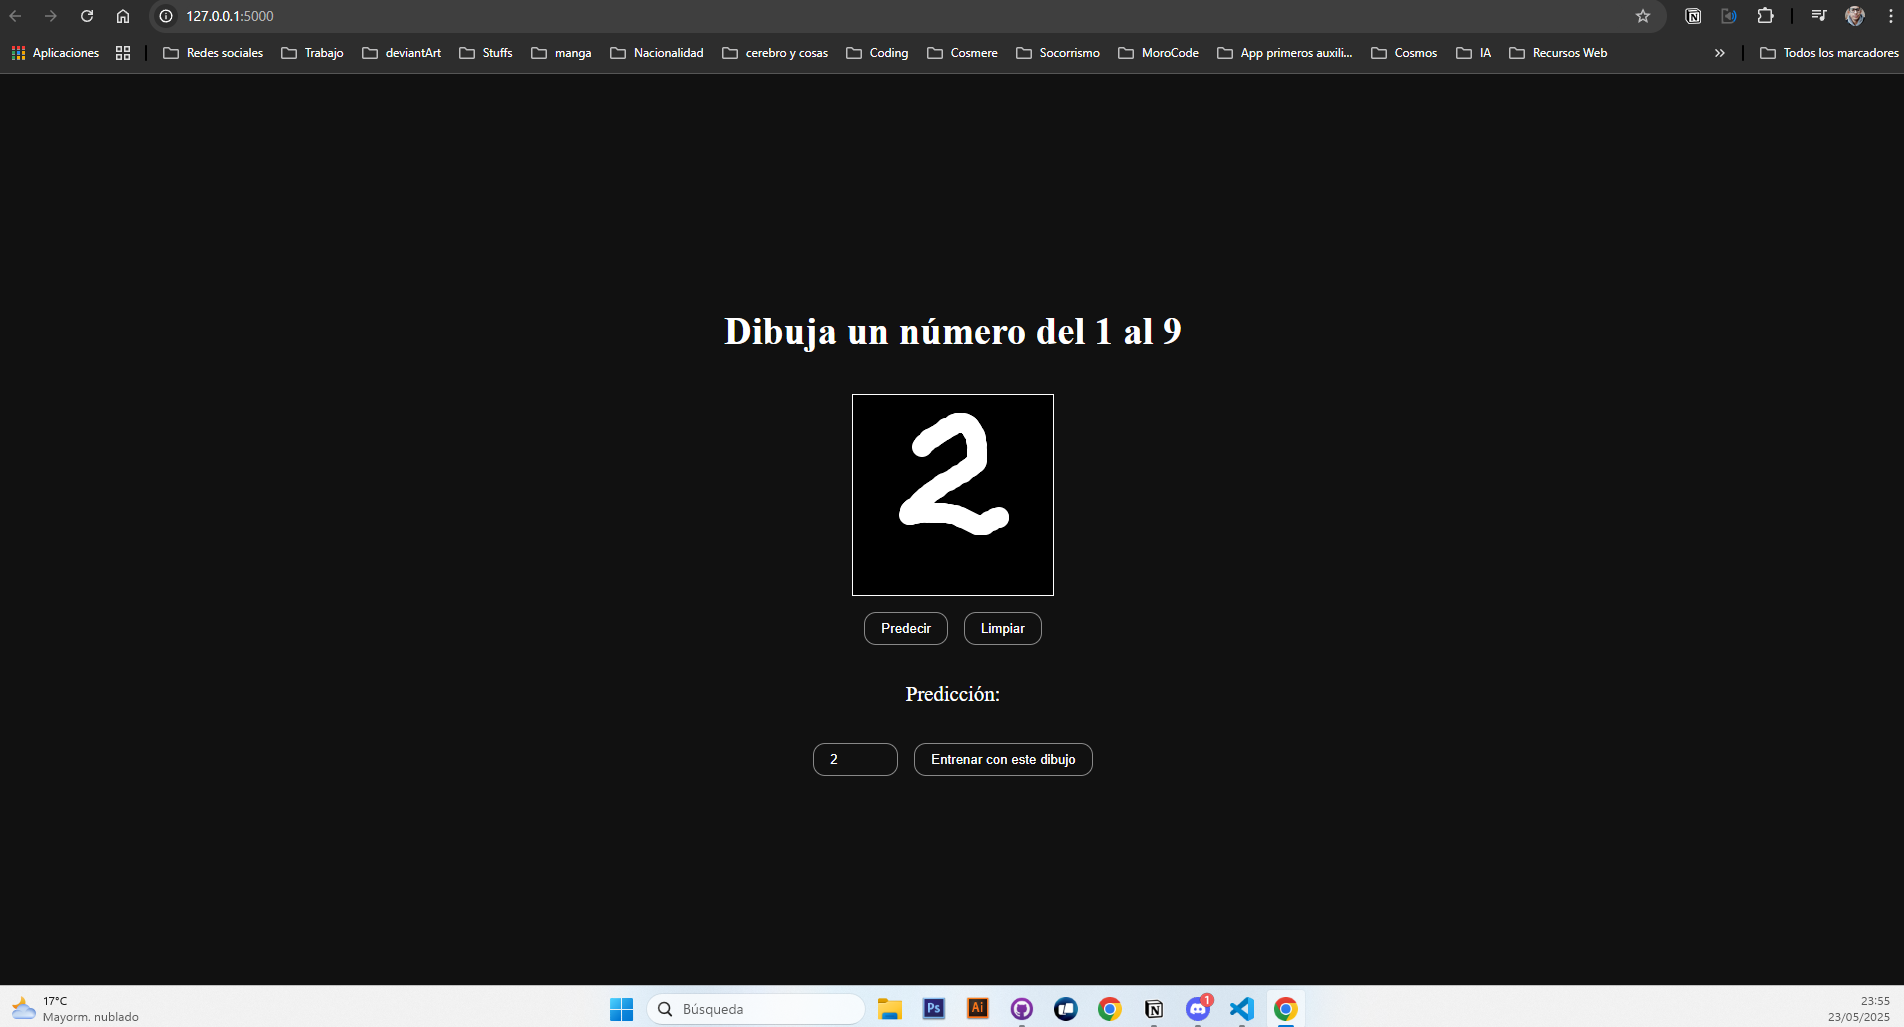 127.0.0.1:5000
Aplicaciones Redes sociales Trabajo deviantArt Stuffs manga Nacionalidad cerebro y cosas Coding Cosmere Socorrismo MoroCode App primeros auxili... Cosmos IA Recursos Web » Todos los marcadores
Dibuja un número del 1 al 9
2
Predecir Limpiar
Predicción:
2 Entrenar con este dibujo
17°C
Mayorm. nublado
Búsqueda
Ps
Ai
1
23:55
23/05/2025